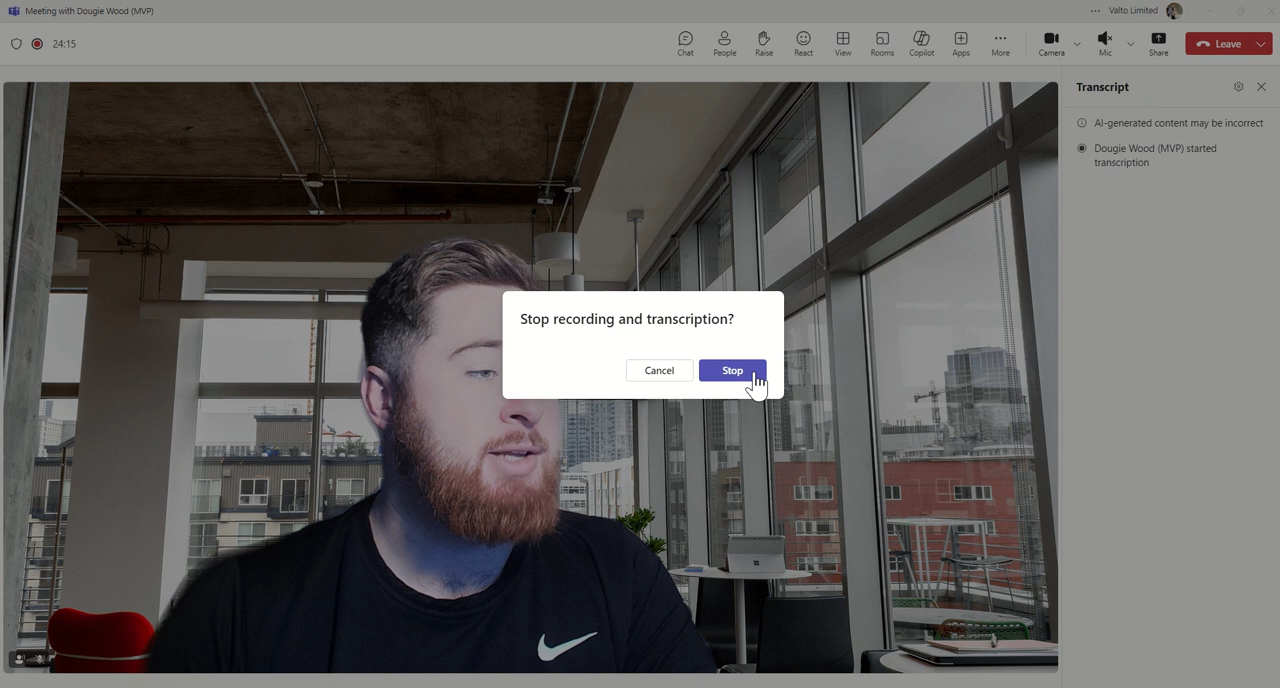 Meeting with Dougie Wood (MVP)
Valto Limited
24:15
Chat
People
Raise
React
View
Rooms
Copilot
Apps
More
Camera
Mic
Share
Leave
Transcript
AI-generated content may be incorrect
Dougie Wood (MVP) started
transcription
Stop recording and transcription?
Cancel
Stop